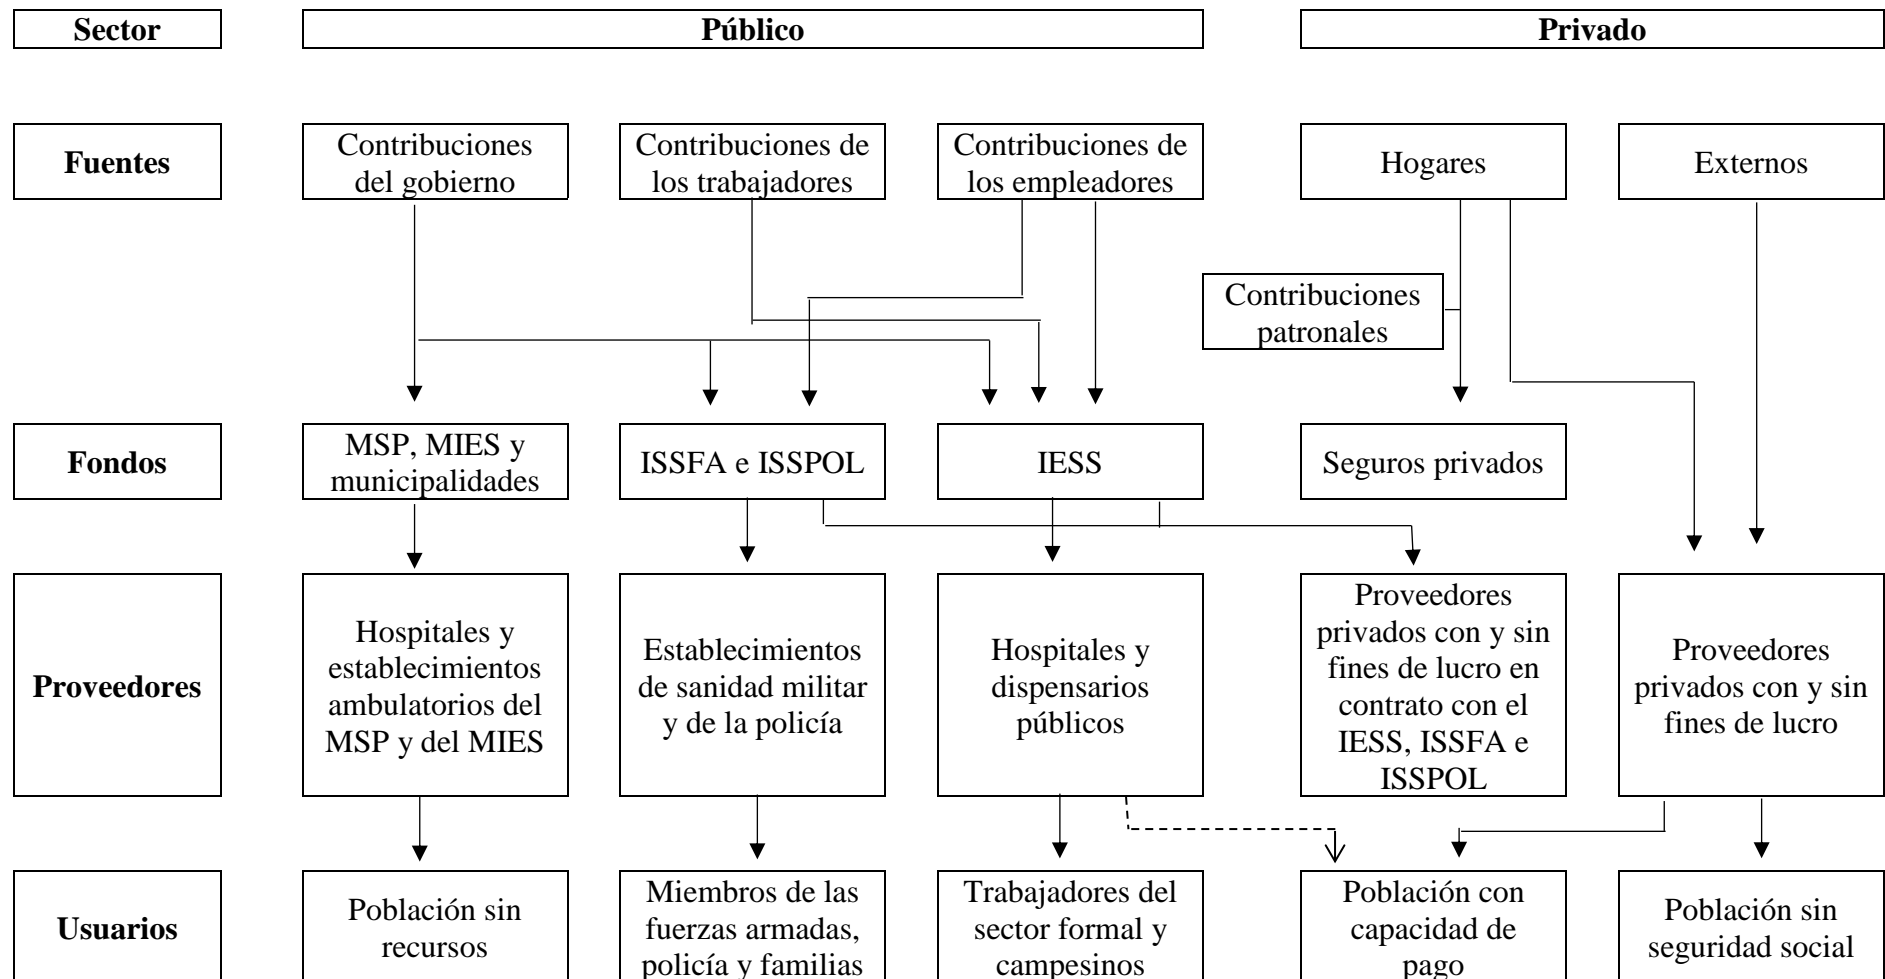 Sector
Público
Privado
Fuentes
Contribuciones
del gobierno
Contribuciones de
los trabajadores
Contribuciones de
los empleadores
Hogares
Externos
Contribuciones
patronales
Fondos
MSP, MIES y
municipalidades
ISSFA e ISSPOL
IESS
Seguros privados
Proveedores
Hospitales y
establecimientos
ambulatorios del
MSP y del MIES
Establecimientos
de sanidad militar
y de la policía
Hospitales y
dispensarios
públicos
Proveedores
privados con y sin
fines de lucro en
contrato con el
IESS, ISSFA e
ISSPOL
Proveedores
privados con y sin
fines de lucro
Usuarios
Población sin
recursos
Miembros de las
fuerzas armadas,
policía y familias
Trabajadores del
sector formal y
campesinos
Población con
capacidad de
pago
Población sin
seguridad social